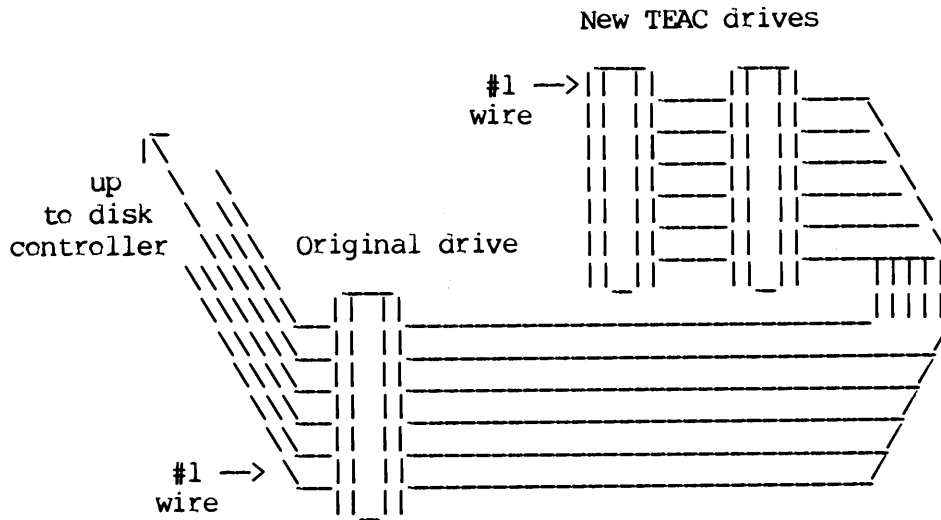 New TEAC drives
#1 -->
wire
up
to disk
controller
Original drive
#1 -->
wire